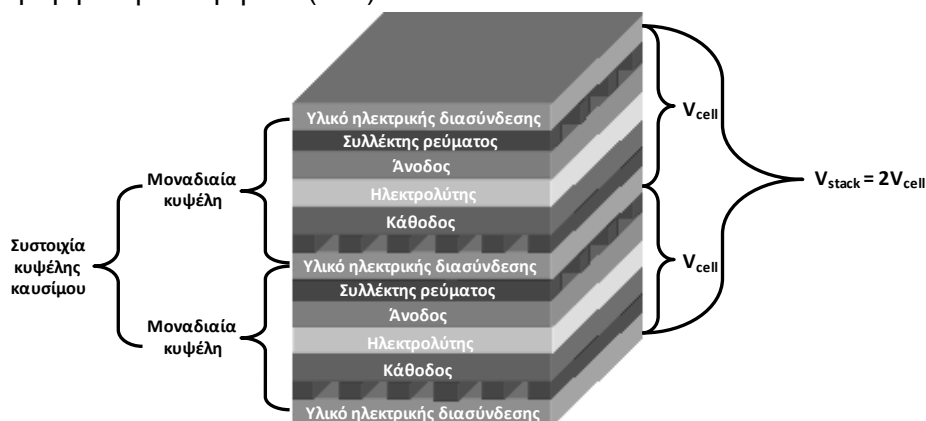 Υλικό ηλεκτρικής διασύνδεσης
Συλλέκτης ρεύματος
Άνοδος
Ηλεκτρολύτης
Κάθοδος
Υλικό ηλεκτρικής διασύνδεσης
Συλλέκτης ρεύματος
Άνοδος
Ηλεκτρολύτης
Κάθοδος
Υλικό ηλεκτρικής διασύνδεσης
Μοναδιαία
κυψέλη
Συστοιχία
κυψέλης
καυσίμου
Μοναδιαία
κυψέλη
Vcell
Vstack = 2Vcell
Vcell